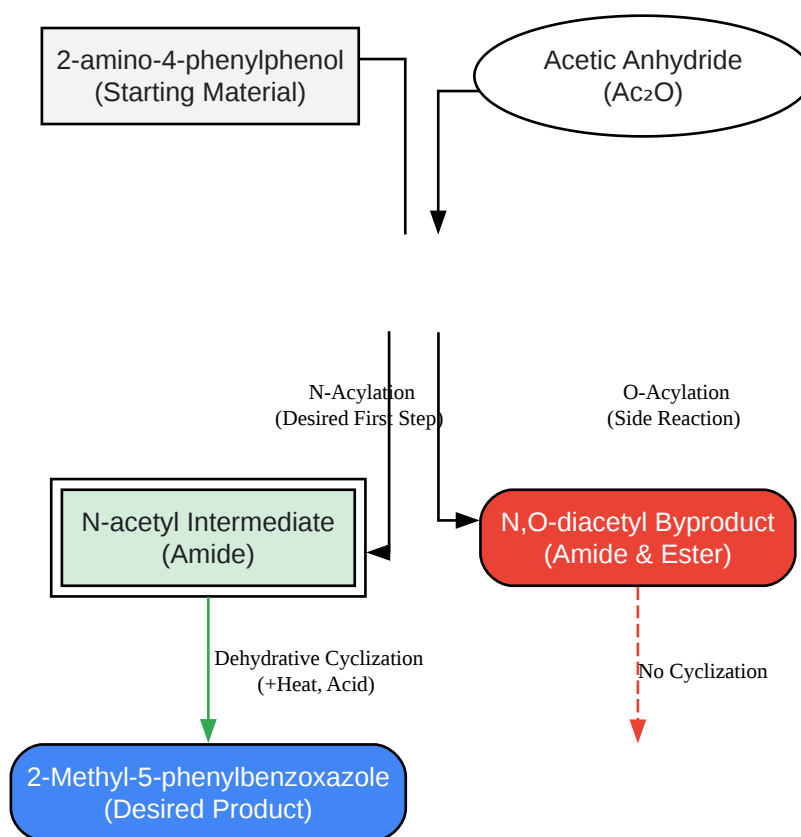 2-amino-4-phenylphenol
(Starting Material)
Acetic Anhydride
(Ac₂O)
N-Acylation
(Desired First Step)
O-Acylation
(Side Reaction)
N-acetyl Intermediate
(Amide)
N,O-diacetyl Byproduct
(Amide & Ester)
Dehydrative Cyclization
(+Heat, Acid)
No Cyclization
2-Methyl-5-phenylbenzoxazole
(Desired Product)